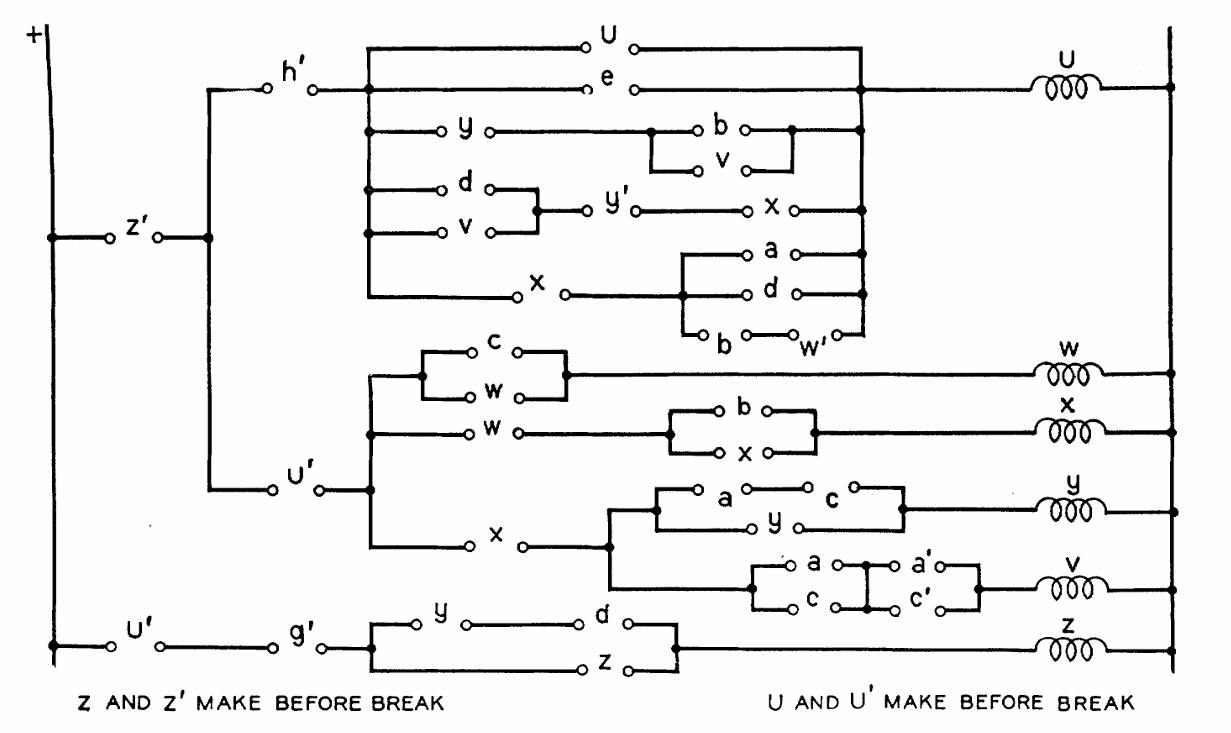 +
U
U
h'
e
y
b
v
z'
d
y'
x
v
a
x
d
b
w'
c
w
w
b
x
w
x
U'
a
c
y
y
x
a
a'
v
c
c'
U'
g'
y
d
z
z
Z AND Z' MAKE BEFORE BREAK
U AND U' MAKE BEFORE BREAK